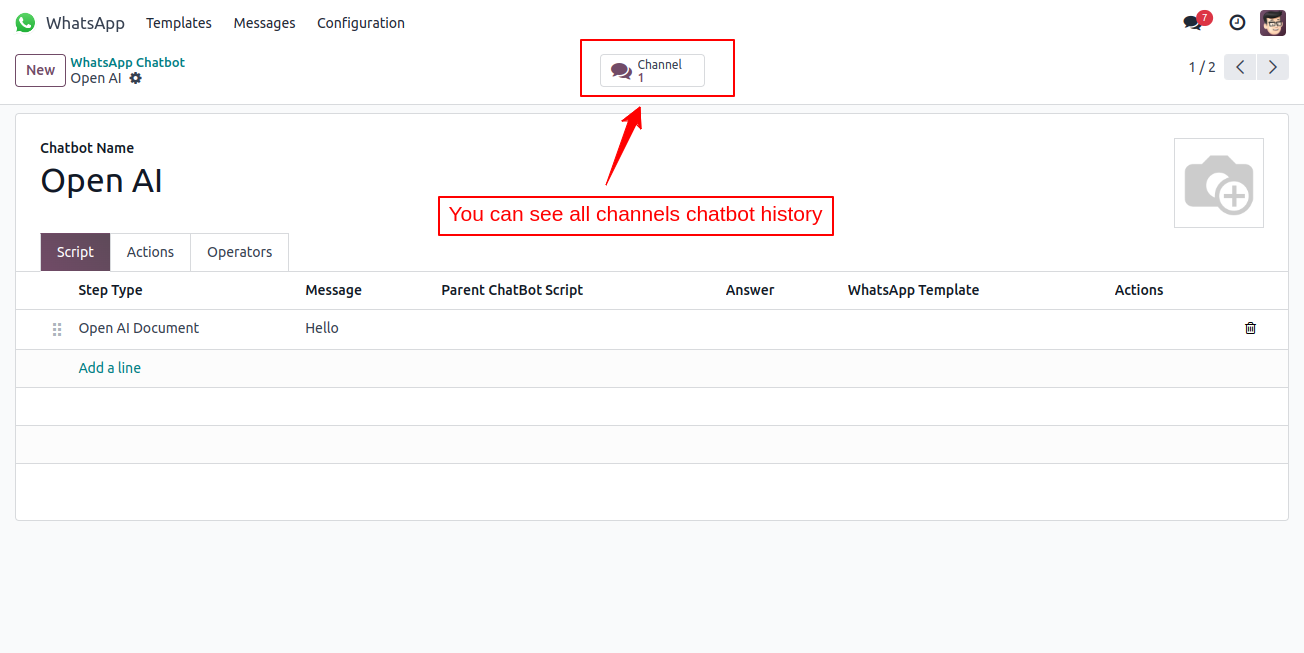 WhatsApp Templates Messages Configuration 7
New WhatsApp Chatbot
Open AI
Channel
1
1 / 2
Chatbot Name
Open AI
You can see all channels chatbot history
Script Actions Operators
Step Type Message Parent ChatBot Script Answer WhatsApp Template Actions
Open AI Document Hello
Add a line